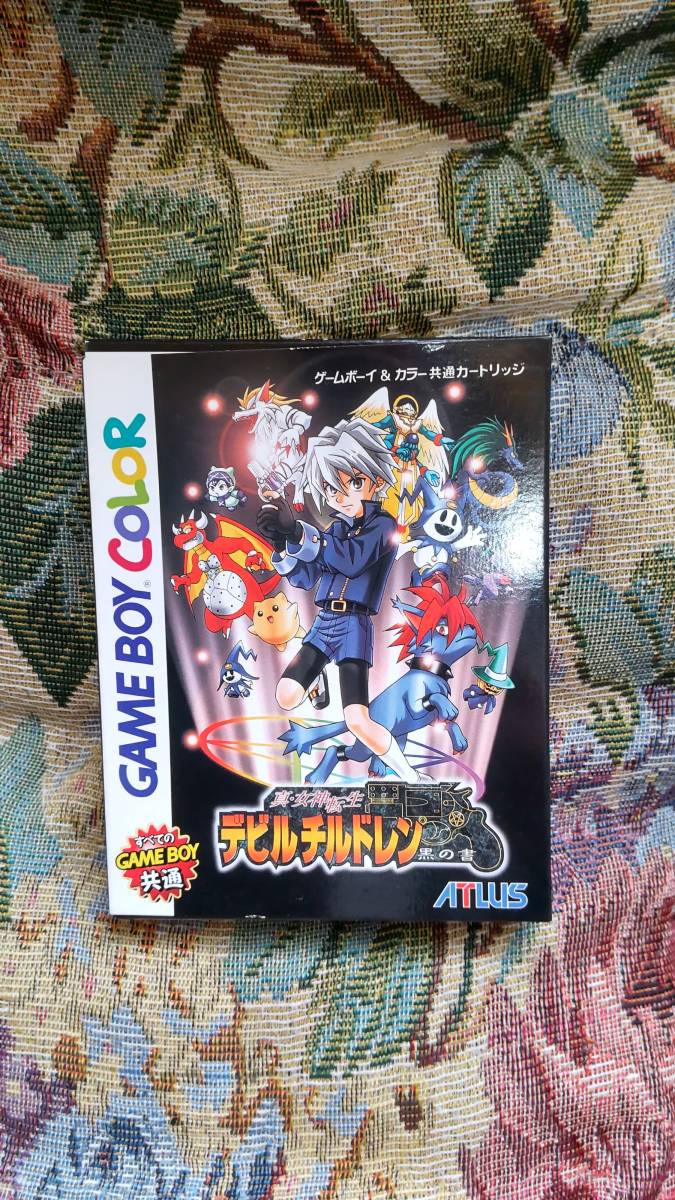 ゲームボーイ & カラー共通カートリッジ
GAME BOY COLOR
真・女神転生
デビルチルドレン
黒の書
すべての
GAME BOY
共通
ATLUS